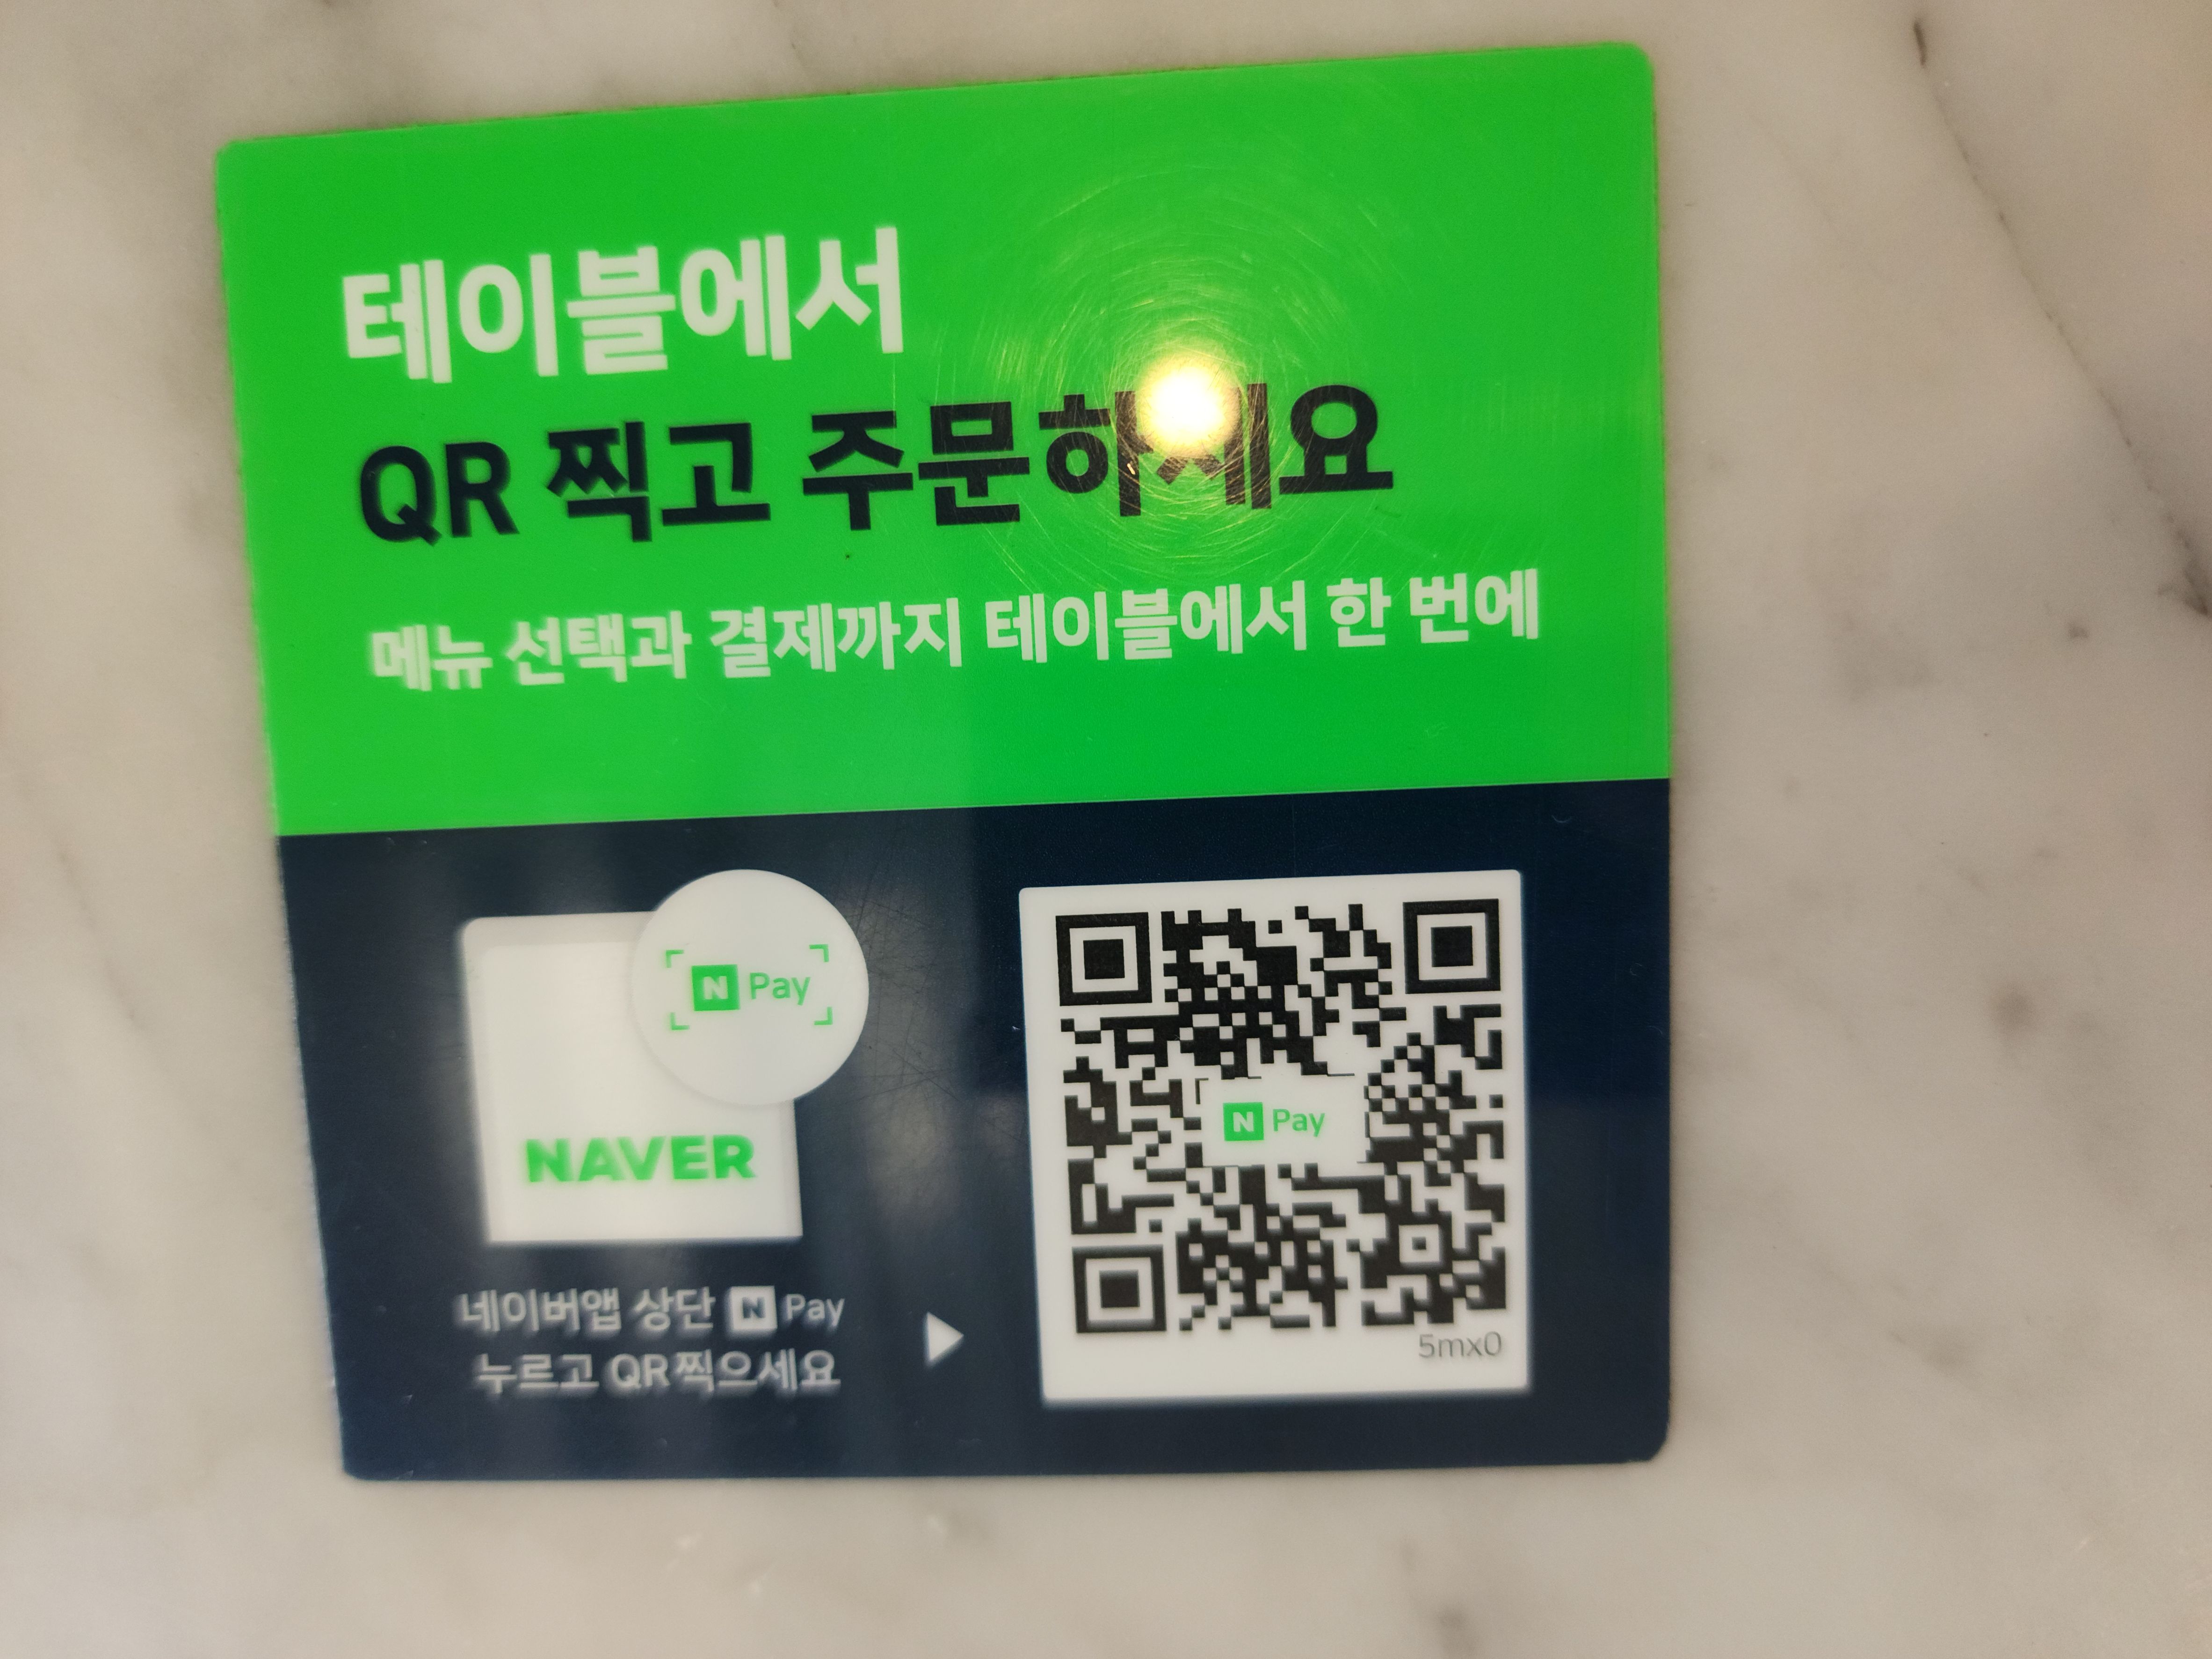 테이블에서
QR 찍고 주문하세요
메뉴 선택과 결제까지 테이블에서 한 번에
N Pay
NAVER
네이버앱 상단 N Pay
누르고 QR찍으세요
N Pay
5mx0